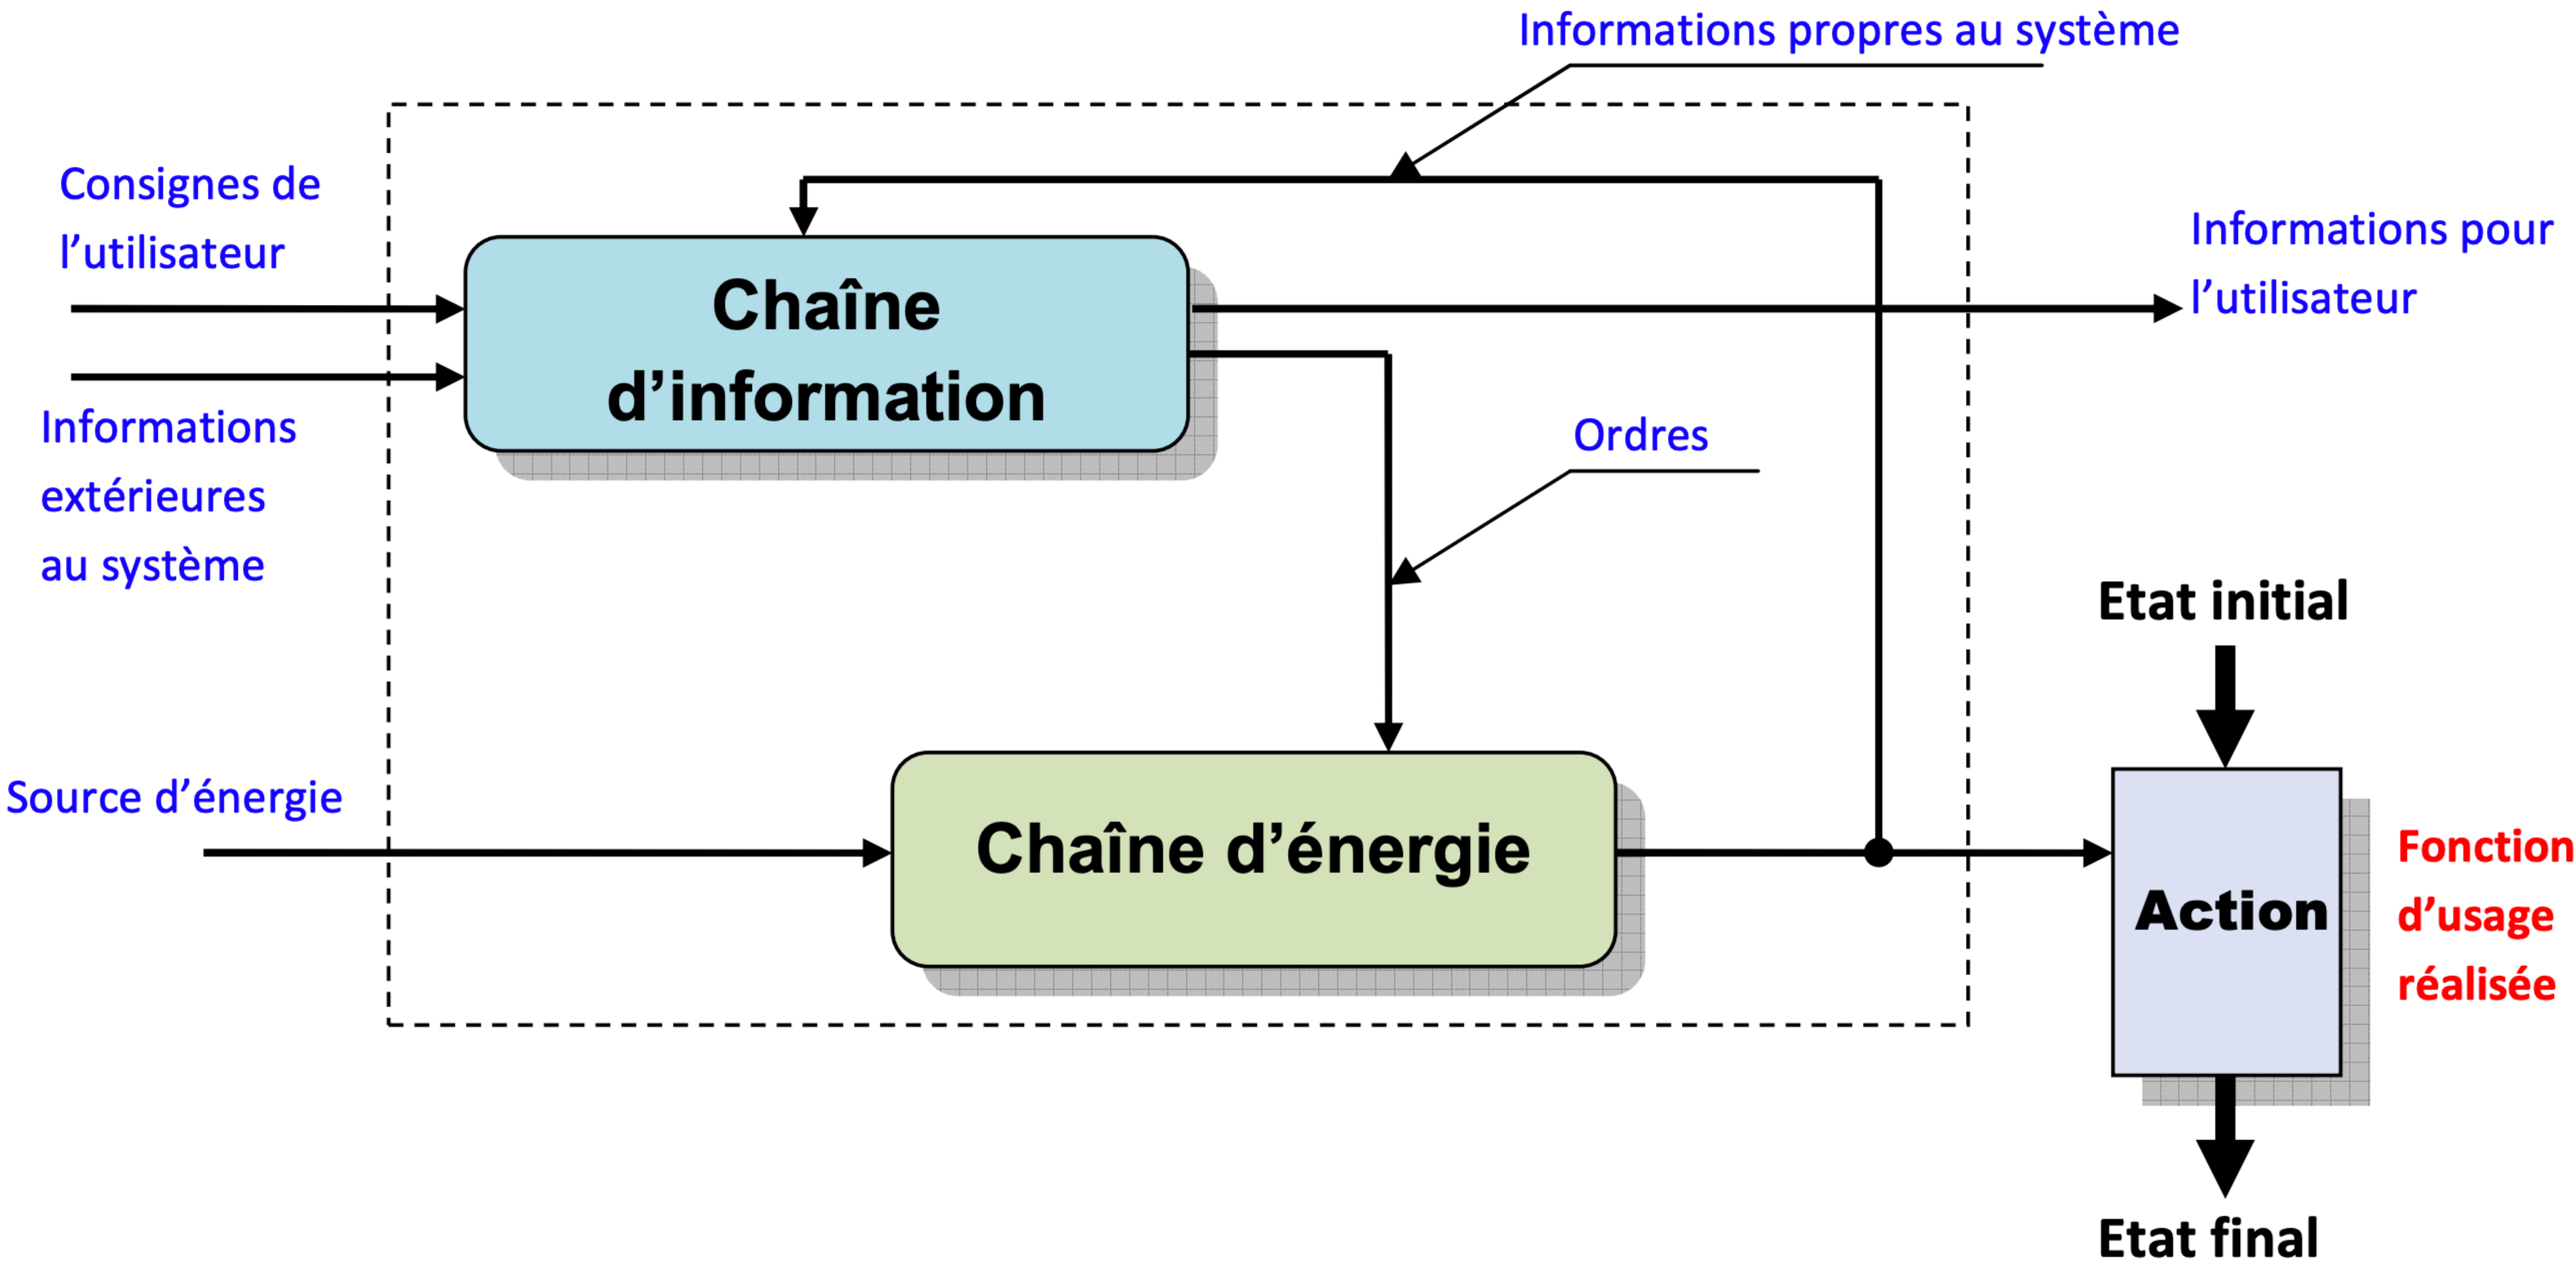 Informations propres au système
Consignes de
l’utilisateur
Informations pour
l’utilisateur
Chaîne
d’information
Informations
extérieures
au système
Ordres
Etat initial
Source d’énergie
Chaîne d’énergie
Action
Fonction
d’usage
réalisée
Etat final